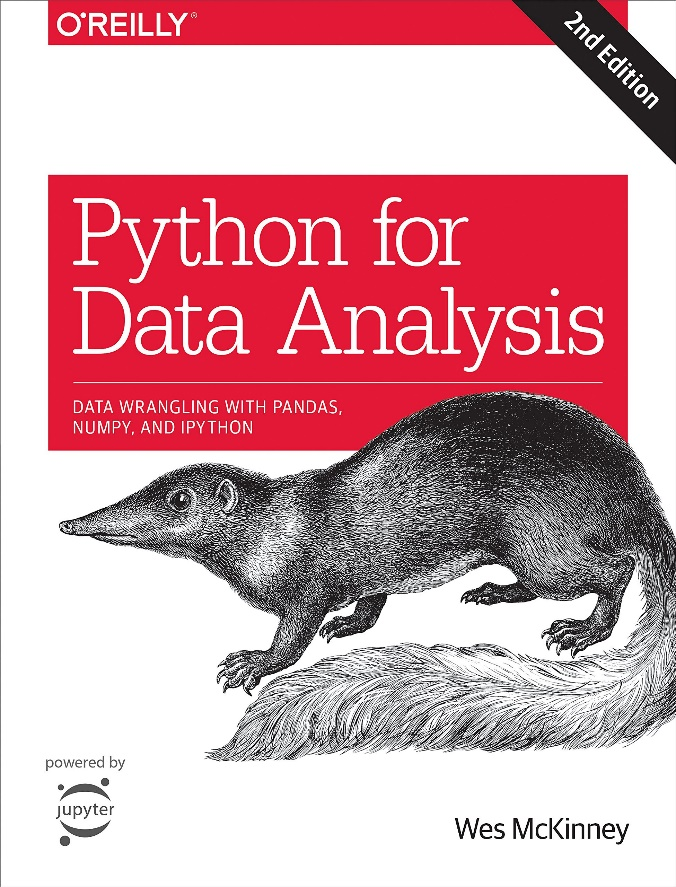 O'REILLY®
2nd Edition
Python for
Data Analysis
DATA WRANGLING WITH PANDAS,
NUMPY, AND IPYTHON
powered by
jupyter
Wes McKinney